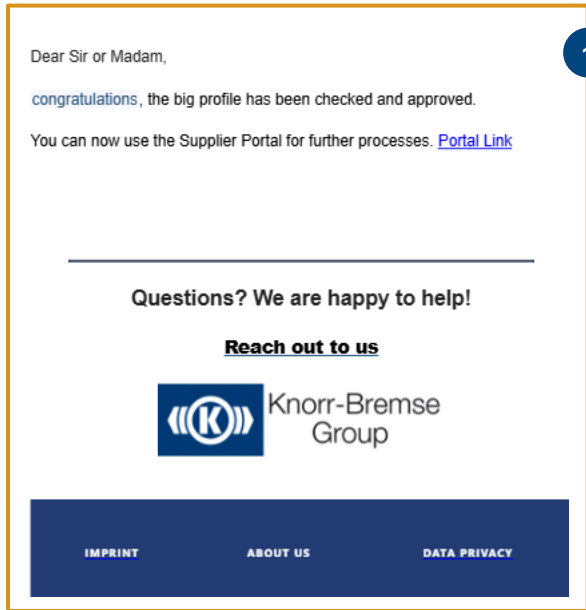 Dear Sir or Madam,
congratulations, the big profile has been checked and approved.
You can now use the Supplier Portal for further processes. Portal Link
Questions? We are happy to help!
Reach out to us
K
Knorr-Bremse
Group
IMPRINT ABOUT US DATA PRIVACY